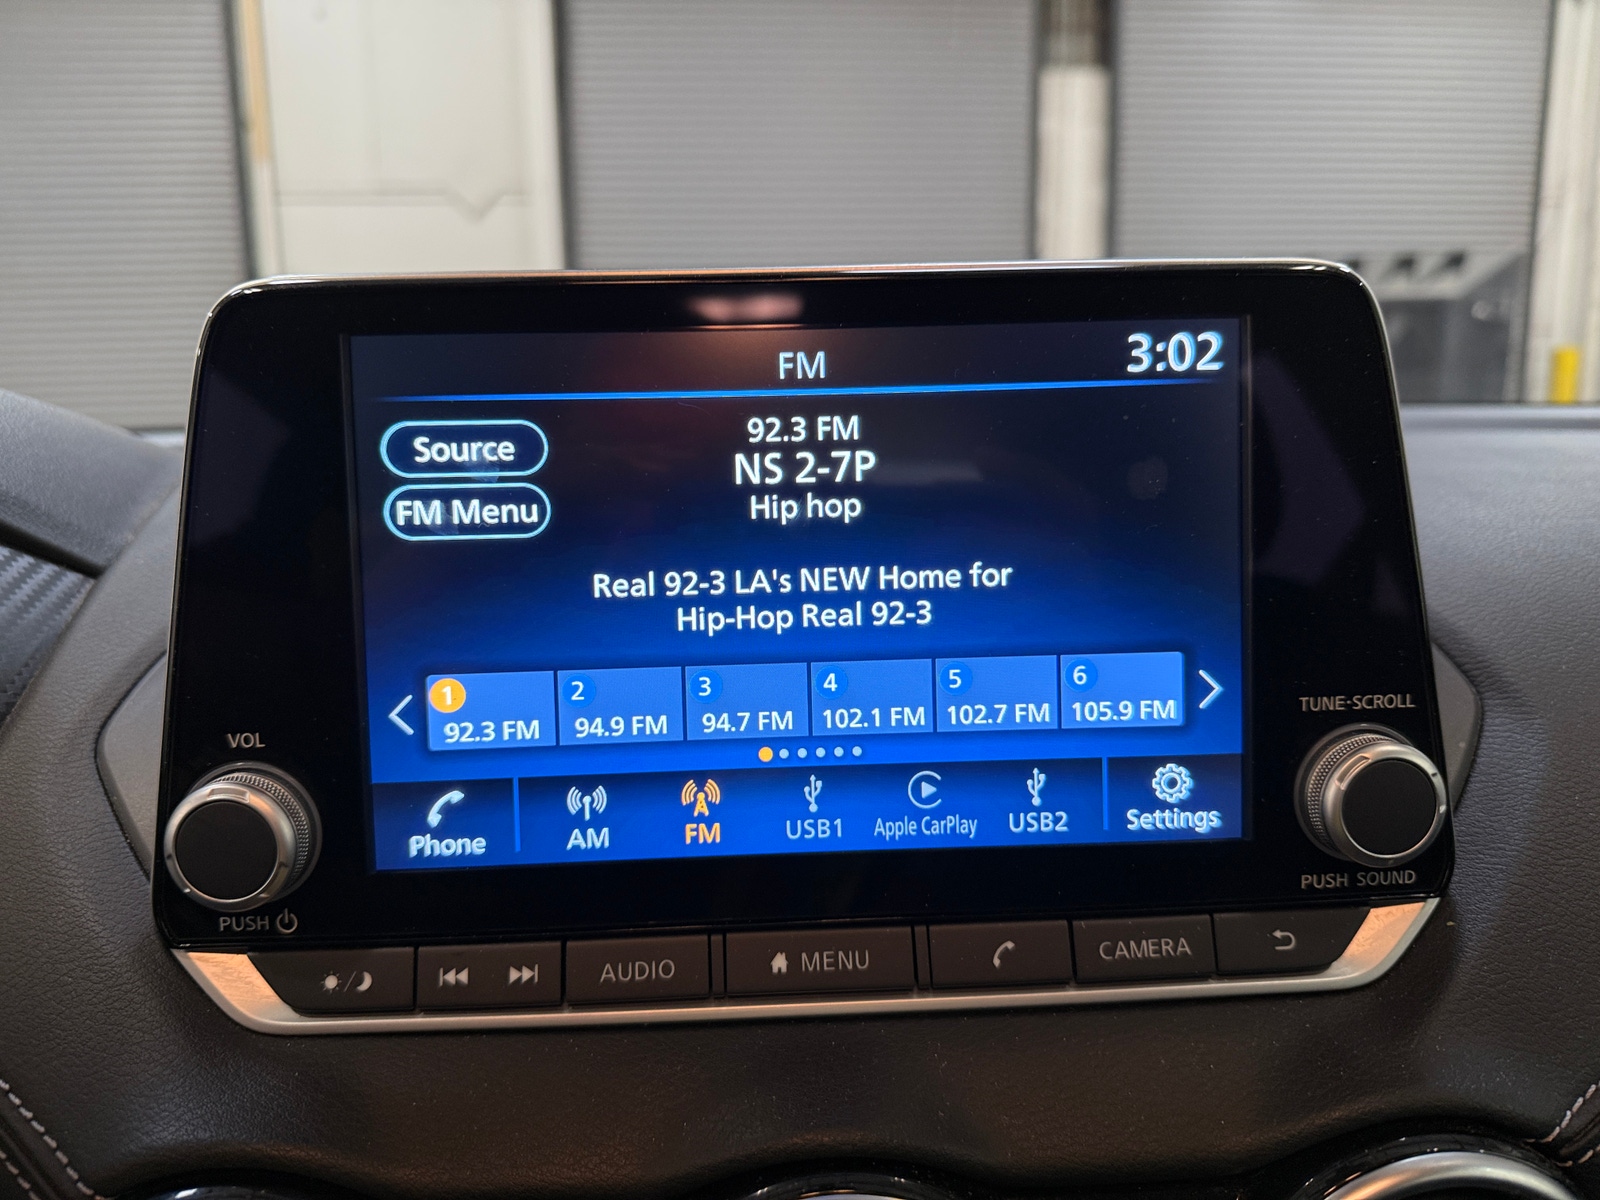 FM
3:02
Source
FM Menu
92.3 FM
NS 2-7P
Hip hop
Real 92-3 LA's NEW Home for
Hip-Hop Real 92-3
1
92.3 FM
2
94.9 FM
3
94.7 FM
4
102.1 FM
5
102.7 FM
6
105.9 FM
Phone
AM
FM
USB1
Apple CarPlay
USB2
Settings
VOL
PUSH
TUNE·SCROLL
PUSH SOUND
AUDIO
MENU
CAMERA